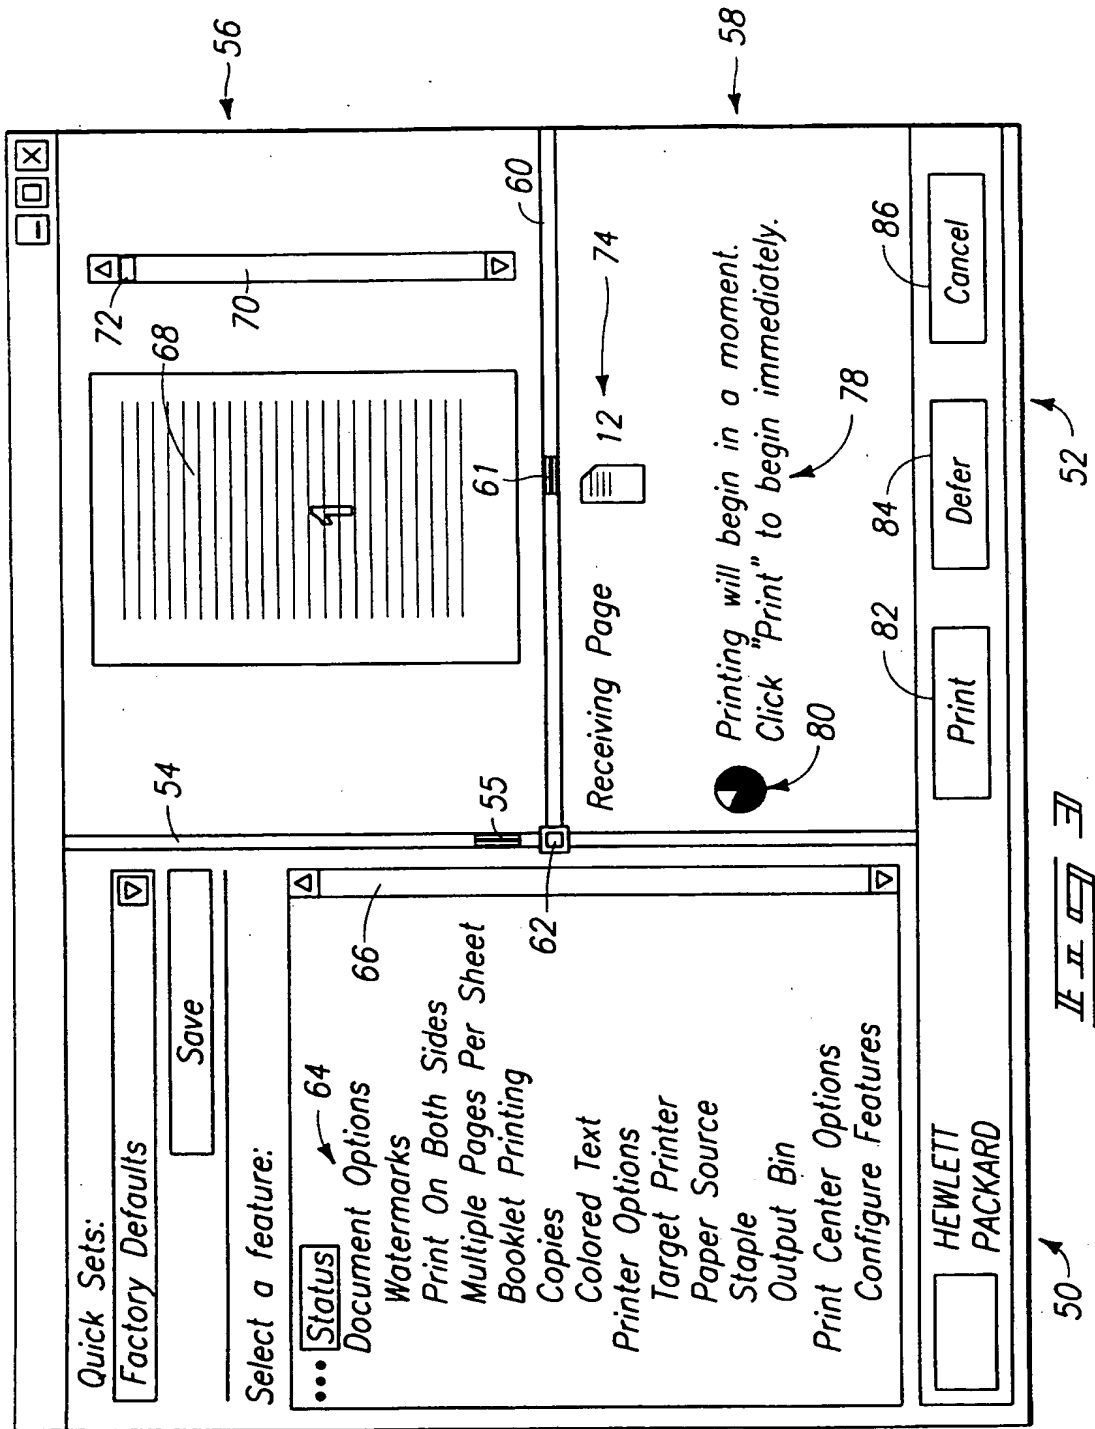 Quick Sets:
Factory Defaults
Save
Select a feature:
Status
64
Document Options
Watermarks
Print On Both Sides
Multiple Pages Per Sheet
Booklet Printing
Copies
Colored Text
Printer Options
Target Printer
Paper Source
Staple
Output Bin
Print Center Options
Configure Features
66
62
54
55
X
72
70
68
1
56
60
61
Receiving Page 12
74
Printing will begin in a moment.
Click "Print" to begin immediately.
80
78
58
HEWLETT
PACKARD
82
Print
84
Defer
86
Cancel
50
52
FIG 3